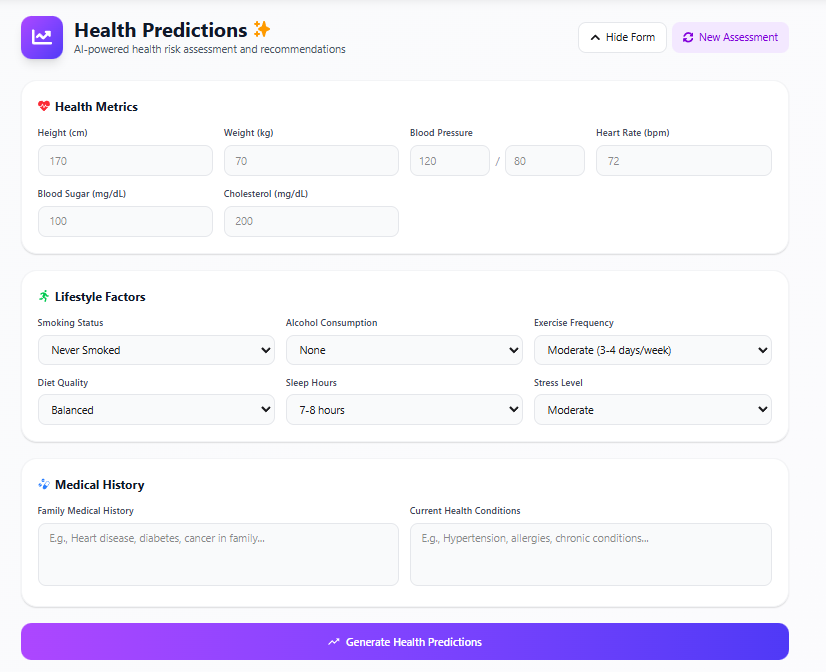 Health Predictions ✨
AI-powered health risk assessment and recommendations
Hide Form
New Assessment
Health Metrics
Height (cm)
Weight (kg)
Blood Pressure
Heart Rate (bpm)
170
70
120 / 80
72
Blood Sugar (mg/dL)
Cholesterol (mg/dL)
100
200
Lifestyle Factors
Smoking Status
Alcohol Consumption
Exercise Frequency
Never Smoked
None
Moderate (3-4 days/week)
Diet Quality
Sleep Hours
Stress Level
Balanced
7-8 hours
Moderate
Medical History
Family Medical History
Current Health Conditions
E.g., Heart disease, diabetes, cancer in family...
E.g., Hypertension, allergies, chronic conditions...
Generate Health Predictions